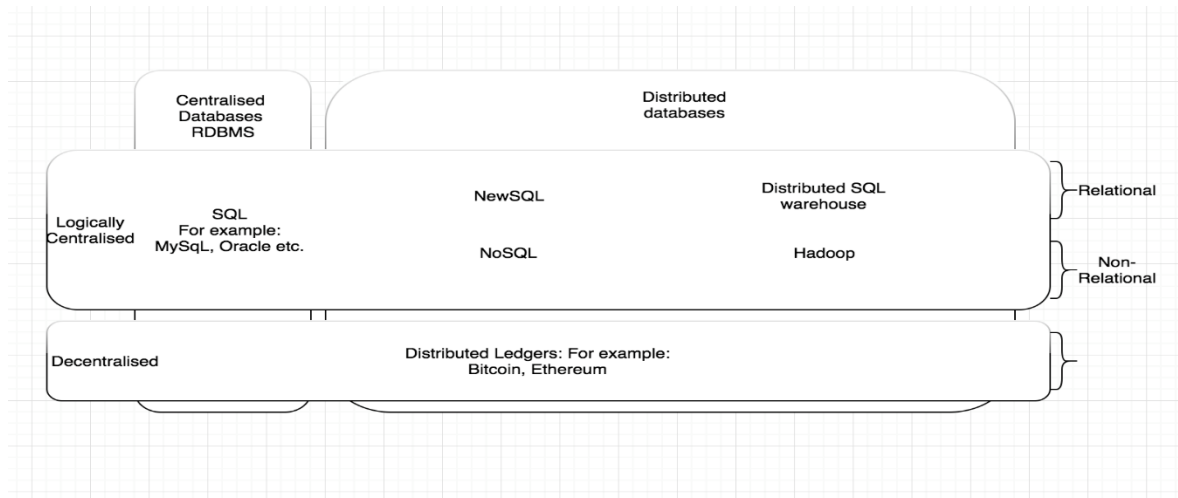 Centralised
Databases
RDBMS
Distributed
databases
Logically
Centralised
SQL
For example:
MySqL, Oracle etc.
NewSQL
Distributed SQL
warehouse
Relational
NoSQL
Hadoop
Non-
Relational
Decentralised
Distributed Ledgers: For example:
Bitcoin, Ethereum